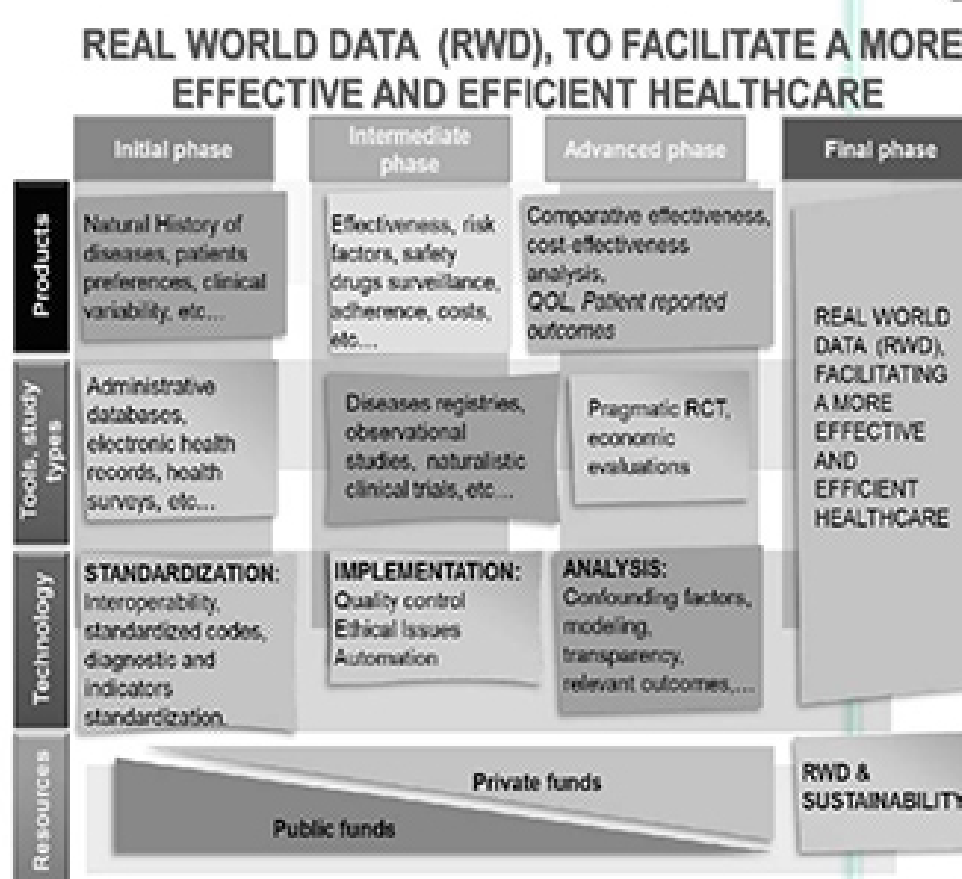 REAL WORLD DATA (RWD), TO FACILITATE A MORE
EFFECTIVE AND EFFICIENT HEALTHCARE
Initial phase
Intermediate
phase
Advanced phase
Final phase
Products
Natural History of
diseases, patients
preferences, clinical
variability, etc...
Effectiveness, risk
factors, safety
drugs surveillance,
adherence, costs,
etc...
Comparative effectiveness,
cost-effectiveness
analysis,
QOL, Patient reported
outcomes
REAL WORLD
DATA (RWD),
FACILITATING
A MORE
EFFECTIVE
AND
EFFICIENT
HEALTHCARE
Tools, study
types
Administrative
databases,
electronic health
records, health
surveys, etc...
Diseases registries,
observational
studies, naturalistic
clinical trials, etc...
Pragmatic RCT,
economic
evaluations
Technology
STANDARDIZATION:
Interoperability,
standardized codes,
diagnostic and
indicators
standardization.
IMPLEMENTATION:
Quality control
Ethical Issues
Automation
ANALYSIS:
Confounding factors,
modeling,
transparency,
relevant outcomes,...
Resources
Private funds
Public funds
RWD &
SUSTAINABILITY